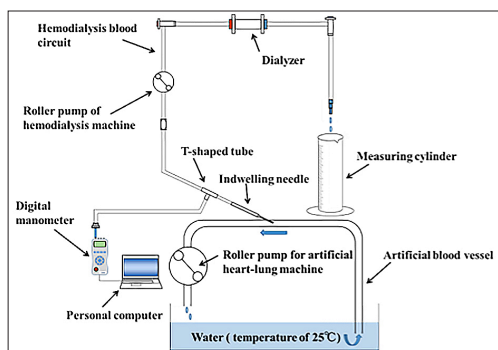 Hemodialysis blood
circuit
Dialyzer
Roller pump of
hemodialysis machine
Measuring cylinder
T-shaped tube
Indwelling needle
Digital
manometer
Roller pump for artificial
heart-lung machine
Artificial blood
vessel
Personal computer
Water ( temperature of 25℃)